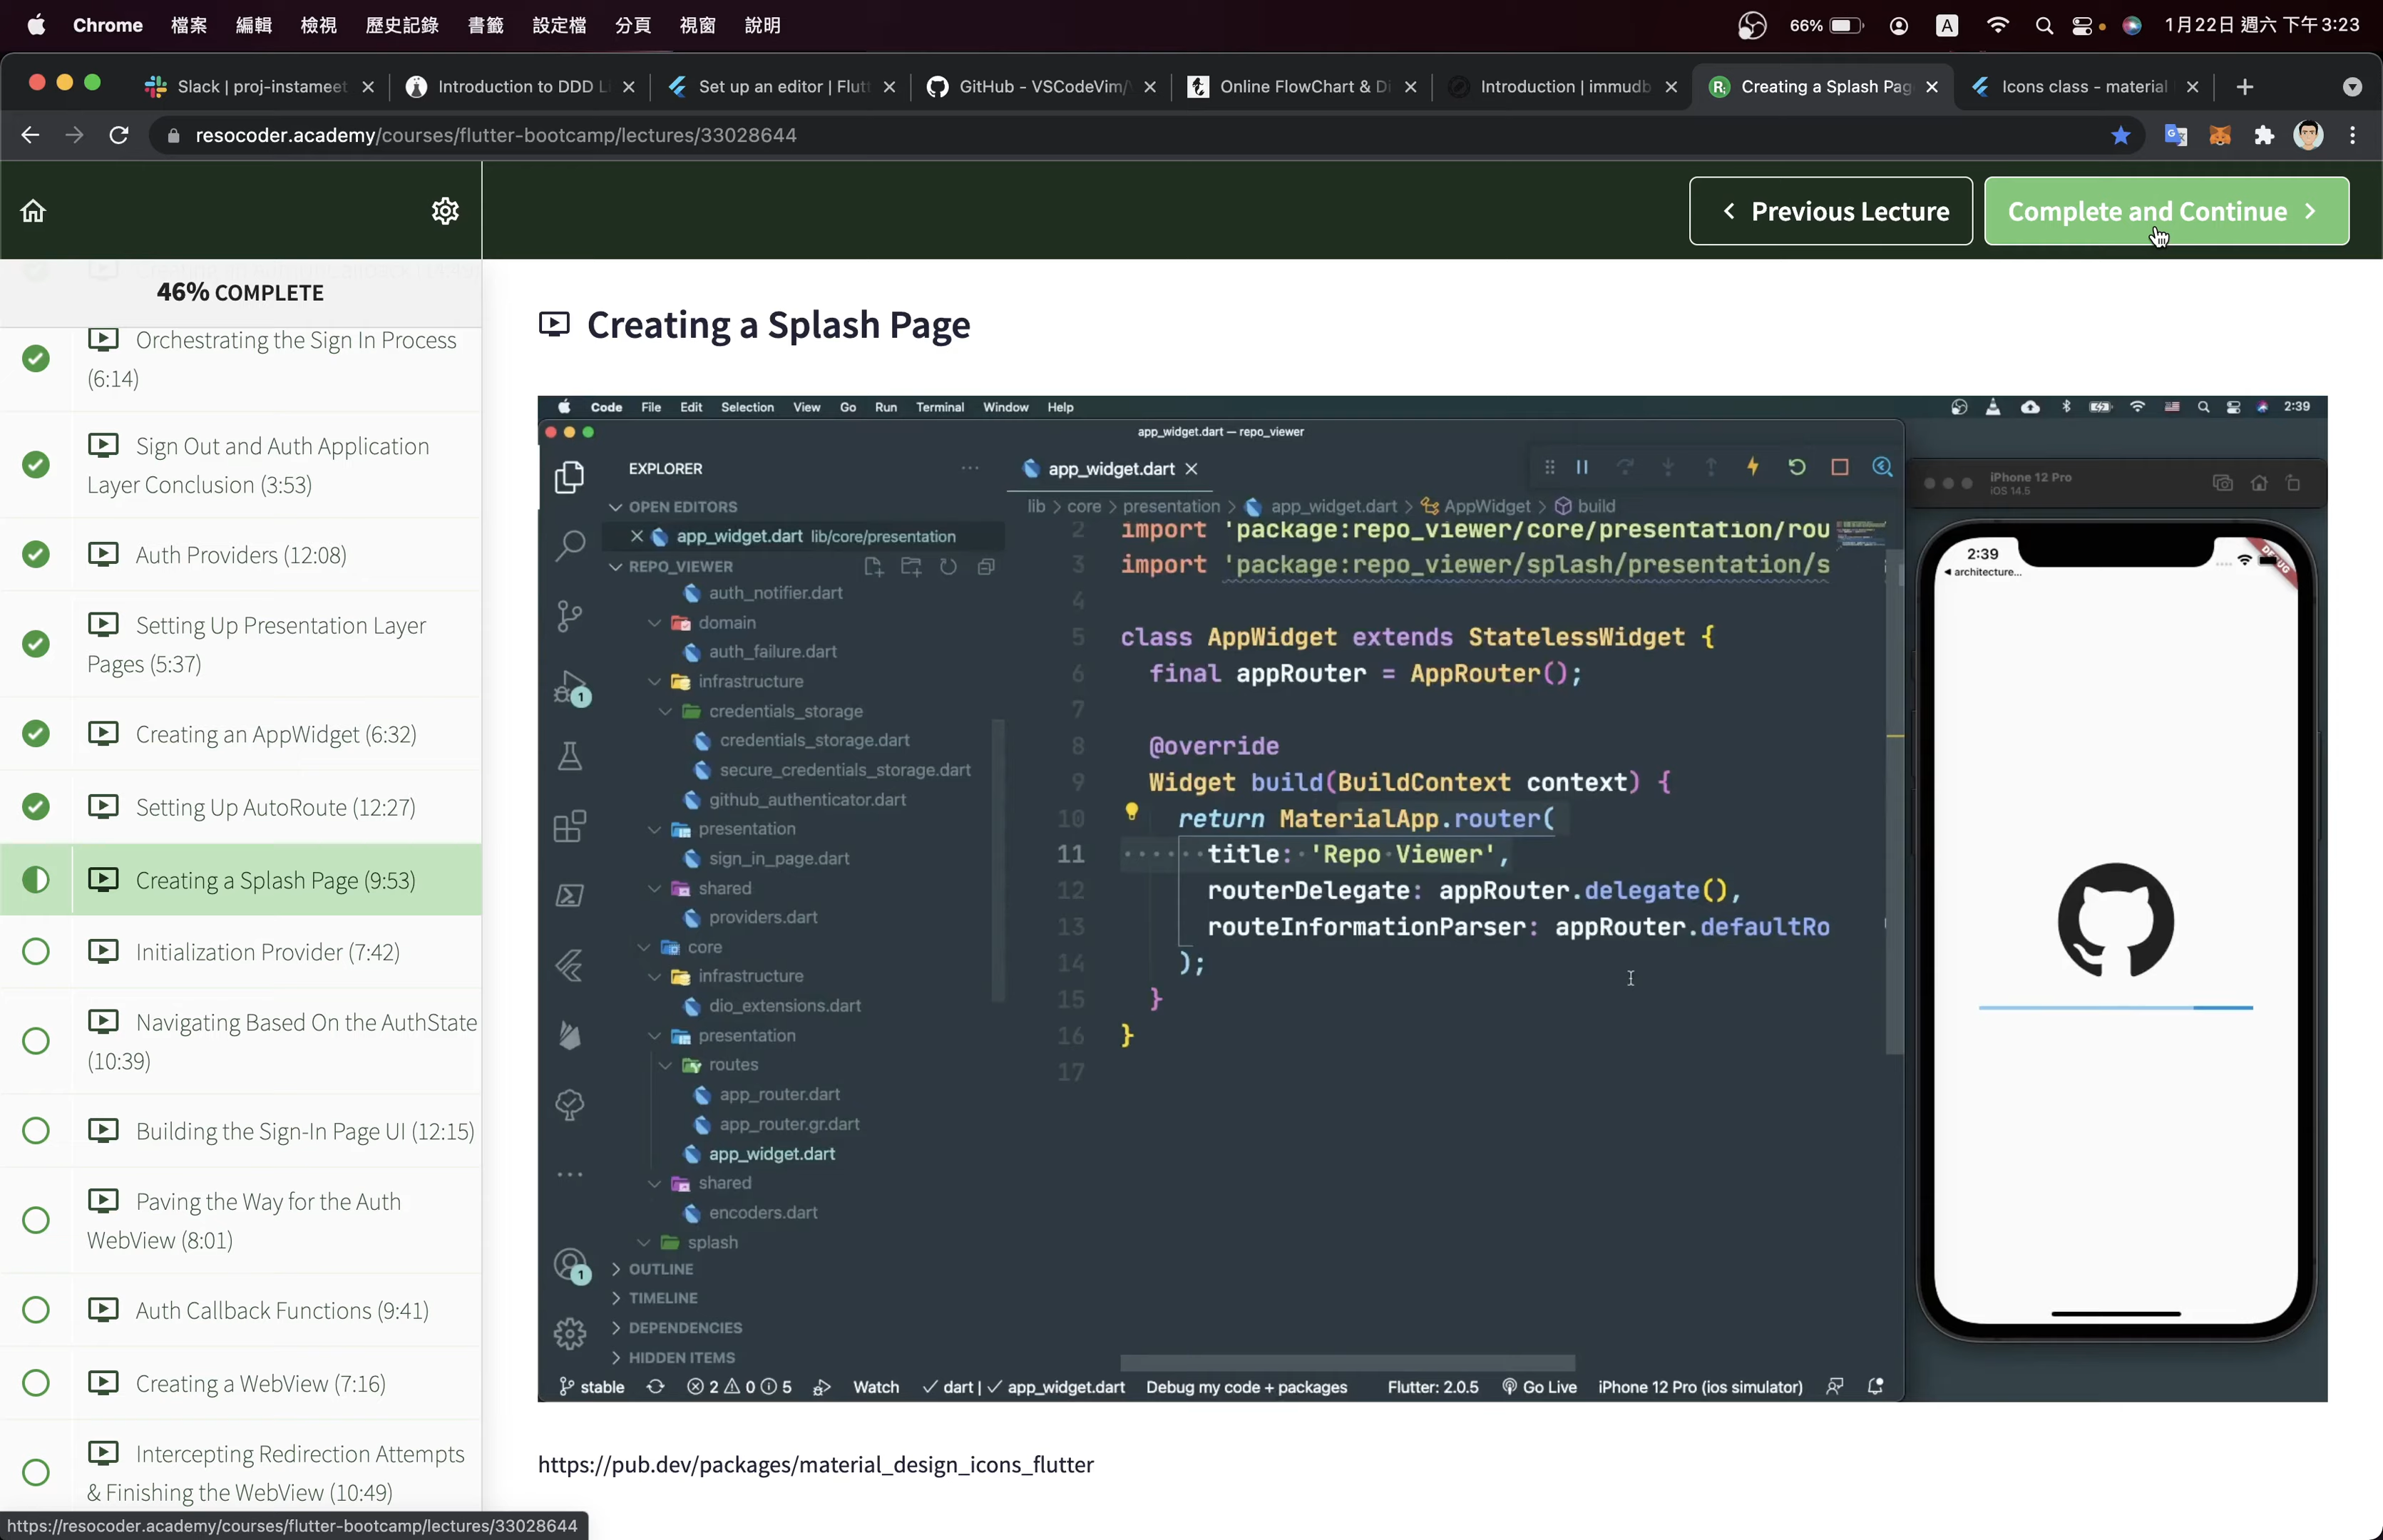 Chrome 檔案 編輯 檢視 歷史記錄 書籤 設定檔 分頁 視窗 說明 66% A 1月22日 週六 下午3:23
Slack | proj-instameet Introduction to DDD Li Set up an editor | Flutt GitHub - VSCodeVim/ Online FlowChart & Di Introduction | immudb Creating a Splash Pag Icons class - material
resocoder.academy/courses/flutter-bootcamp/lectures/33028644
Previous Lecture Complete and Continue
46% COMPLETE
Orchestrating the Sign In Process
(6:14)
Sign Out and Auth Application
Layer Conclusion (3:53)
Auth Providers (12:08)
Setting Up Presentation Layer
Pages (5:37)
Creating an AppWidget (6:32)
Setting Up AutoRoute (12:27)
Creating a Splash Page (9:53)
Initialization Provider (7:42)
Navigating Based On the AuthState
(10:39)
Building the Sign-In Page UI (12:15)
Paving the Way for the Auth
WebView (8:01)
Auth Callback Functions (9:41)
Creating a WebView (7:16)
Intercepting Redirection Attempts
& Finishing the WebView (10:49)
https://resocoder.academy/courses/flutter-bootcamp/lectures/33028644
Creating a Splash Page
Code File Edit Selection View Go Run Terminal Window Help 2:39
app_widget.dart — repo_viewer
EXPLORER
OPEN EDITORS
app_widget.dart lib/core/presentation
REPO_VIEWER
auth_notifier.dart
domain
auth_failure.dart
infrastructure
credentials_storage
credentials_storage.dart
secure_credentials_storage.dart
github_authenticator.dart
presentation
sign_in_page.dart
shared
providers.dart
core
infrastructure
dio_extensions.dart
presentation
routes
app_router.dart
app_router.gr.dart
app_widget.dart
shared
encoders.dart
splash
OUTLINE
TIMELINE
DEPENDENCIES
HIDDEN ITEMS
1
1
app_widget.dart
lib > core > presentation > app_widget.dart > AppWidget > build
2 import 'package:repo_viewer/core/presentation/rou
3 import 'package:repo_viewer/splash/presentation/s
4
5 class AppWidget extends StatelessWidget {
6 final appRouter = AppRouter();
7
8 @override
9 Widget build(BuildContext context) {
10 return MaterialApp.router(
11 title: 'Repo Viewer',
12 routerDelegate: appRouter.delegate(),
13 routeInformationParser: appRouter.defaultRo
14 );
15 }
16 }
17
stable 2 0 5 Watch dart | app_widget.dart Debug my code + packages Flutter: 2.0.5 Go Live iPhone 12 Pro (ios simulator)
iPhone 12 Pro
iOS 14.5
2:39
architecture...
DEBUG
https://pub.dev/packages/material_design_icons_flutter